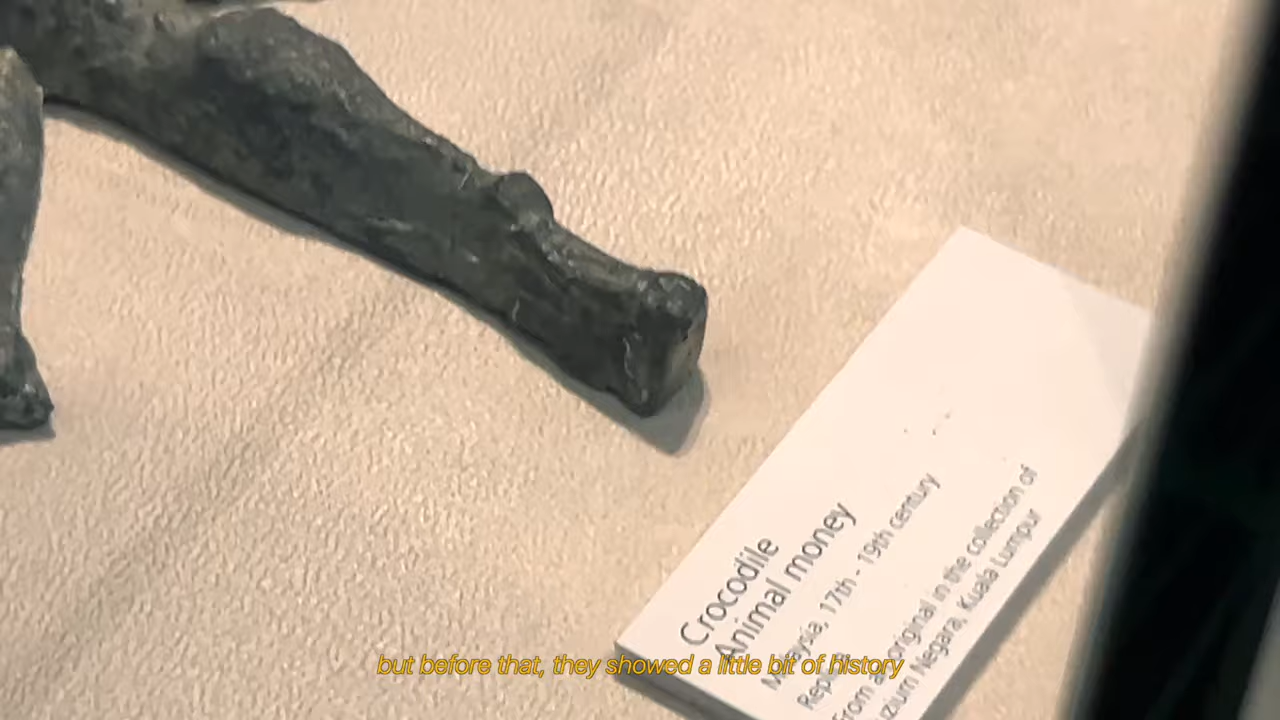 Crocodile
Animal money
Malaysia, 17th - 19th century
Replica
From an original in the collection of
Muzium Negara, Kuala Lumpur
but before that, they showed a little bit of history